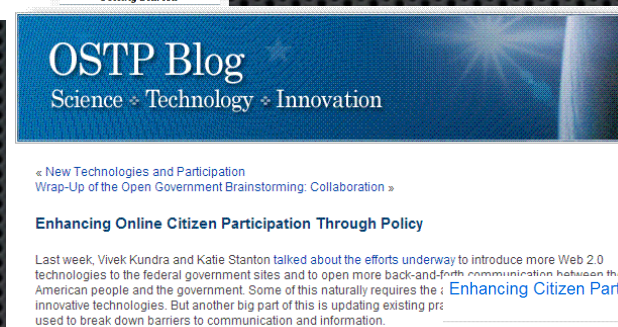 OSTP Blog
Science ÷ Technology ÷ Innovation
« New Technologies and Participation
Wrap-Up of the Open Government Brainstorming: Collaboration »
Enhancing Online Citizen Participation Through Policy
Last week, Vivek Kundra and Katie Stanton talked about the efforts underway to introduce more Web 2.0
technologies to the federal government sites and to open more back-and-forth communication between the
American people and the government. Some of this naturally requires the
Enhancing Citizen Par
innovative technologies. But another big part of this is updating existing pra
used to break down barriers to communication and information.